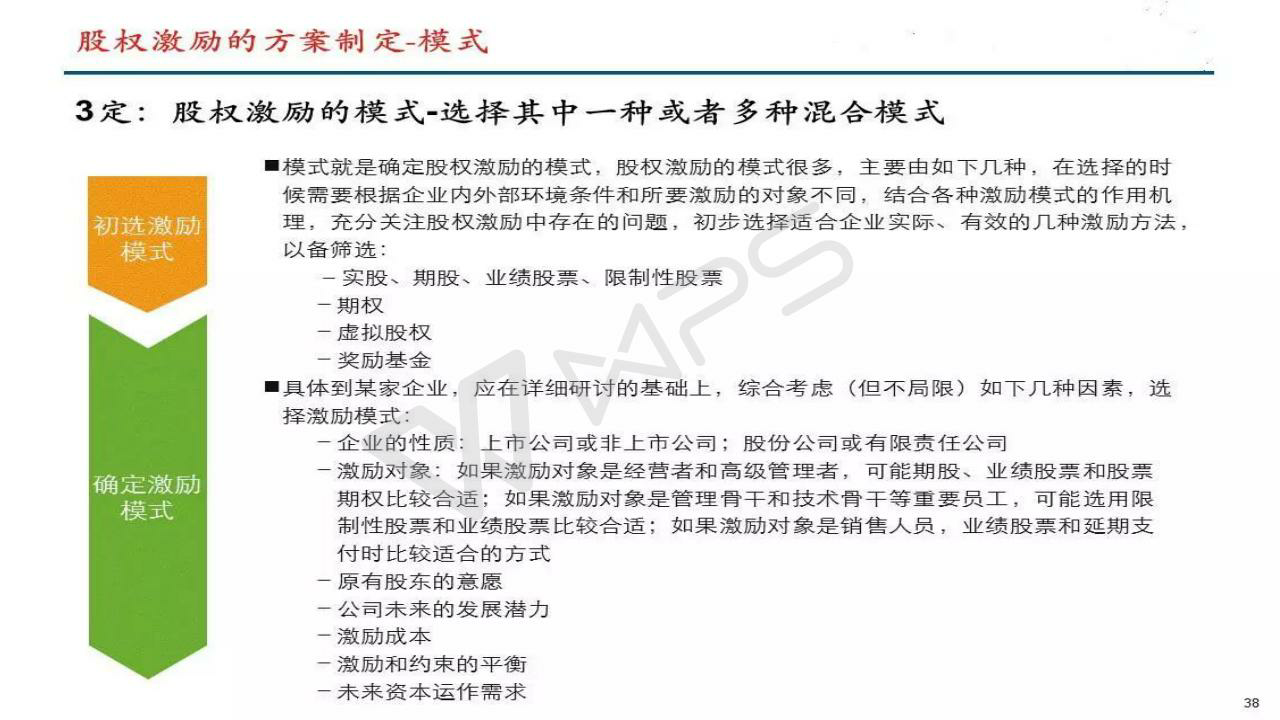 股权激励的方案制定-模式
3定：股权激励的模式-选择其中一种或者多种混合模式
初选激励
模式
■模式就是确定股权激励的模式，股权激励的模式很多，主要由如下几种，在选择的时
候需要根据企业内外部环境条件和所要激励的对象不同，结合各种激励模式的作用机
理，充分关注股权激励中存在的问题，初步选择适合企业实际、有效的几种激励方法，
以备筛选：
－实股、期股、业绩股票、限制性股票
－期权
－虚拟股权
－奖励基金
确定激励
模式
■具体到某家企业，应在详细研讨的基础上，综合考虑（但不局限）如下几种因素，选
择激励模式：
－企业的性质：上市公司或非上市公司；股份公司或有限责任公司
－激励对象：如果激励对象是经营者和高级管理者，可能期股、业绩股票和股票
期权比较合适；如果激励对象是管理骨干和技术骨干等重要员工，可能选用限
制性股票和业绩股票比较合适；如果激励对象是销售人员，业绩股票和延期支
付时比较适合的方式
－原有股东的意愿
－公司未来的发展潜力
－激励成本
－激励和约束的平衡
－未来资本运作需求
WPS
38